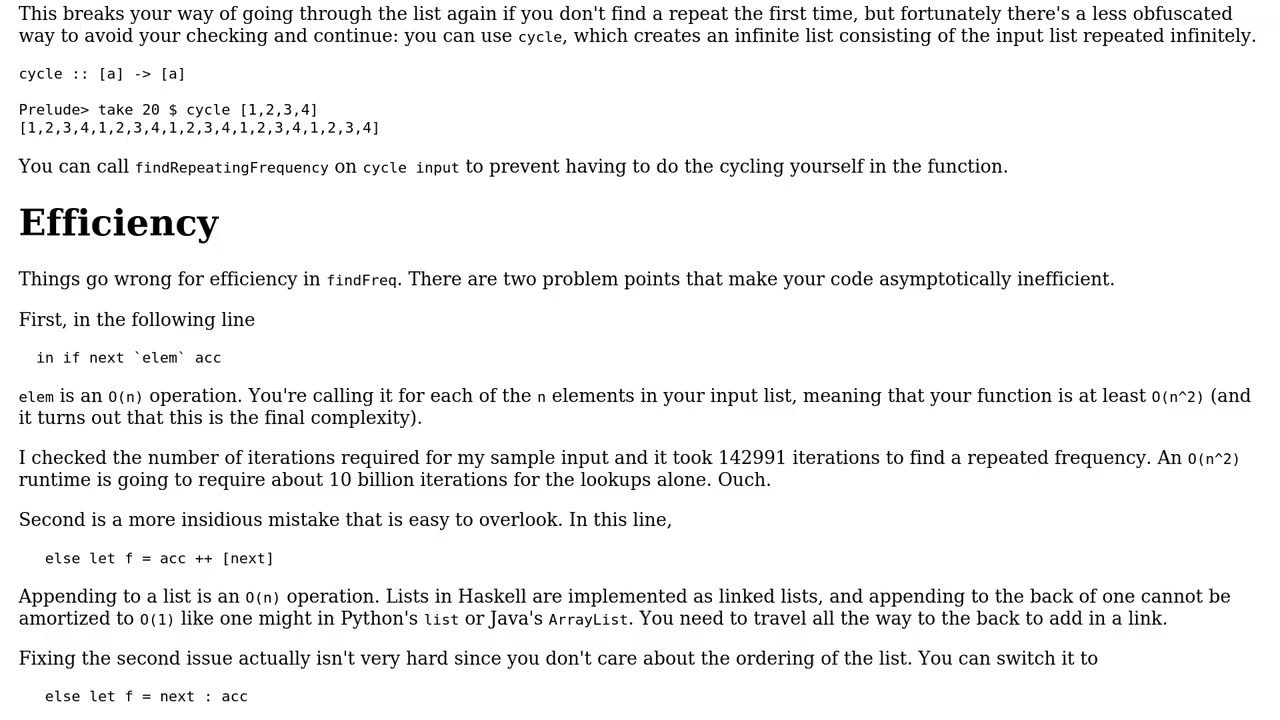 This breaks your way of going through the list again if you don't find a repeat the first time, but fortunately there's a less obfuscated
way to avoid your checking and continue: you can use cycle, which creates an infinite list consisting of the input list repeated infinitely.
cycle :: [a] -> [a]
Prelude> take 20 $ cycle [1,2,3,4]
[1,2,3,4,1,2,3,4,1,2,3,4,1,2,3,4,1,2,3,4]
You can call findRepeatingFrequency on cycle input to prevent having to do the cycling yourself in the function.
Efficiency
Things go wrong for efficiency in findFreq. There are two problem points that make your code asymptotically inefficient.
First, in the following line
in if next `elem` acc
elem is an O(n) operation. You're calling it for each of the n elements in your input list, meaning that your function is at least O(n^2) (and
it turns out that this is the final complexity).
I checked the number of iterations required for my sample input and it took 142991 iterations to find a repeated frequency. An O(n^2)
runtime is going to require about 10 billion iterations for the lookups alone. Ouch.
Second is a more insidious mistake that is easy to overlook. In this line,
else let f = acc ++ [next]
Appending to a list is an O(n) operation. Lists in Haskell are implemented as linked lists, and appending to the back of one cannot be
amortized to O(1) like one might in Python's list or Java's ArrayList. You need to travel all the way to the back to add in a link.
Fixing the second issue actually isn't very hard since you don't care about the ordering of the list. You can switch it to
else let f = next : acc